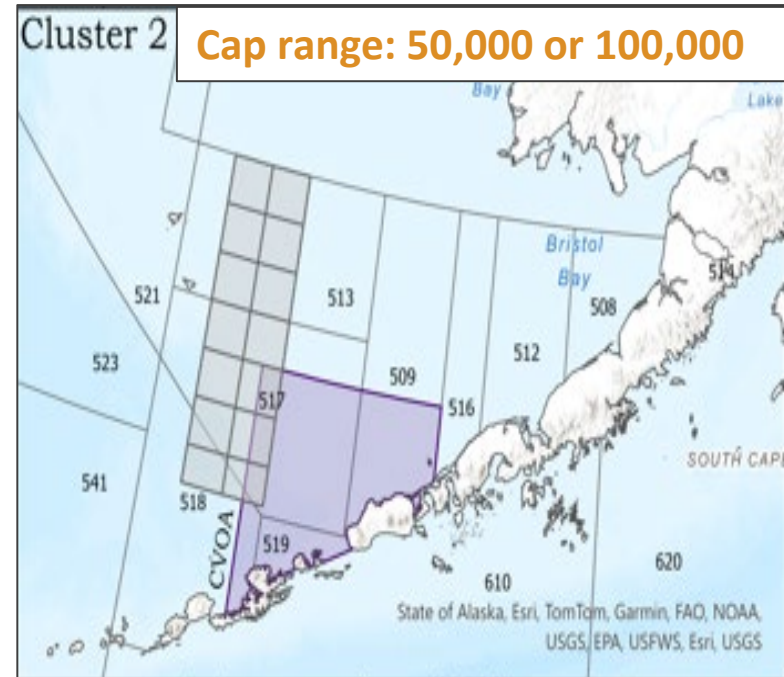 Cluster 2
Cap range: 50,000 or 100,000
Bay
Lake
Bristol
Bay
514
521
513
508
523
512
509
517
516
541
SOUTH CAPE
518
CVOA
519
620
610
State of Alaska, Esri, TomTom, Garmin, FAO, NOAA,
USGS, EPA, USFWS, Esri, USGS